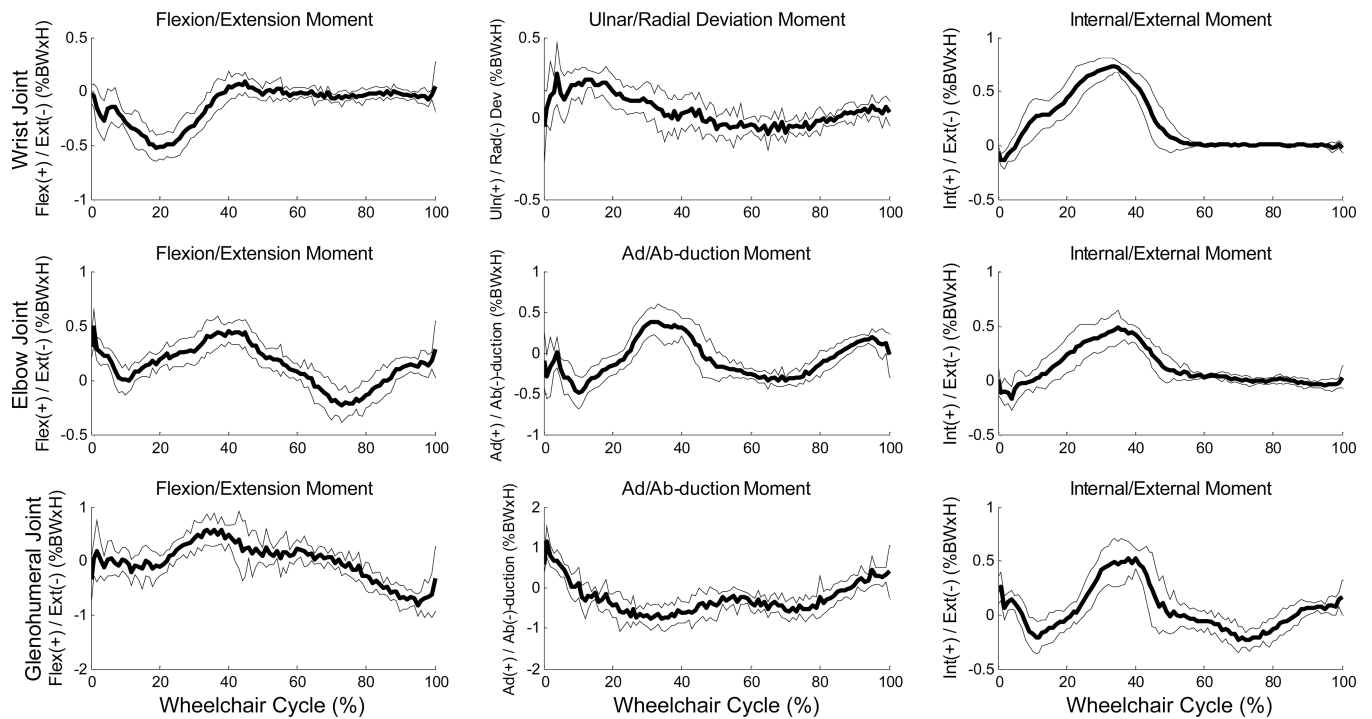 Flexion/Extension Moment
Ulnar/Radial Deviation Moment
Internal/External Moment
Wrist Joint
Flex(+) / Ext(-) (%BWxH)
0.5
0
-0.5
-1
0 20 40 60 80 100
Uln(+) / Rad(-) Dev (%BWxH)
0.5
0
-0.5
0 20 40 60 80 100
Int(+) / Ext(-) (%BWxH)
1
0.5
0
-0.5
0 20 40 60 80 100
Flexion/Extension Moment
Ad/Ab-duction Moment
Internal/External Moment
Elbow Joint
Flex(+) / Ext(-) (%BWxH)
1
0.5
0
-0.5
0 20 40 60 80 100
Ad(+) / Ab(-)-duction (%BWxH)
1
0.5
0
-0.5
-1
0 20 40 60 80 100
Int(+) / Ext(-) (%BWxH)
1
0.5
0
-0.5
0 20 40 60 80 100
Flexion/Extension Moment
Ad/Ab-duction Moment
Internal/External Moment
Glenohumeral Joint
Flex(+) / Ext(-) (%BWxH)
1
0
-1
-2
0 20 40 60 80 100
Wheelchair Cycle (%)
Ad(+) / Ab(-)-duction (%BWxH)
2
1
0
-1
-2
0 20 40 60 80 100
Wheelchair Cycle (%)
Int(+) / Ext(-) (%BWxH)
1
0.5
0
-0.5
0 20 40 60 80 100
Wheelchair Cycle (%)